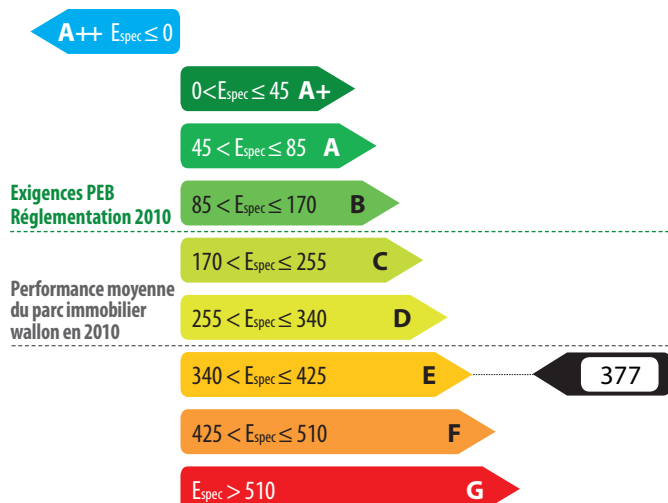 A++ Espec ≤ 0
0<Espec ≤ 45 A+
45 < Espec ≤ 85 A
Exigences PEB
Réglementation 2010
85 < Espec ≤ 170 B
170 < Espec ≤ 255 C
Performance moyenne
du parc immobilier
wallon en 2010
255 < Espec ≤ 340 D
340 < Espec ≤ 425 E
377
425 < Espec ≤ 510 F
Espec > 510 G